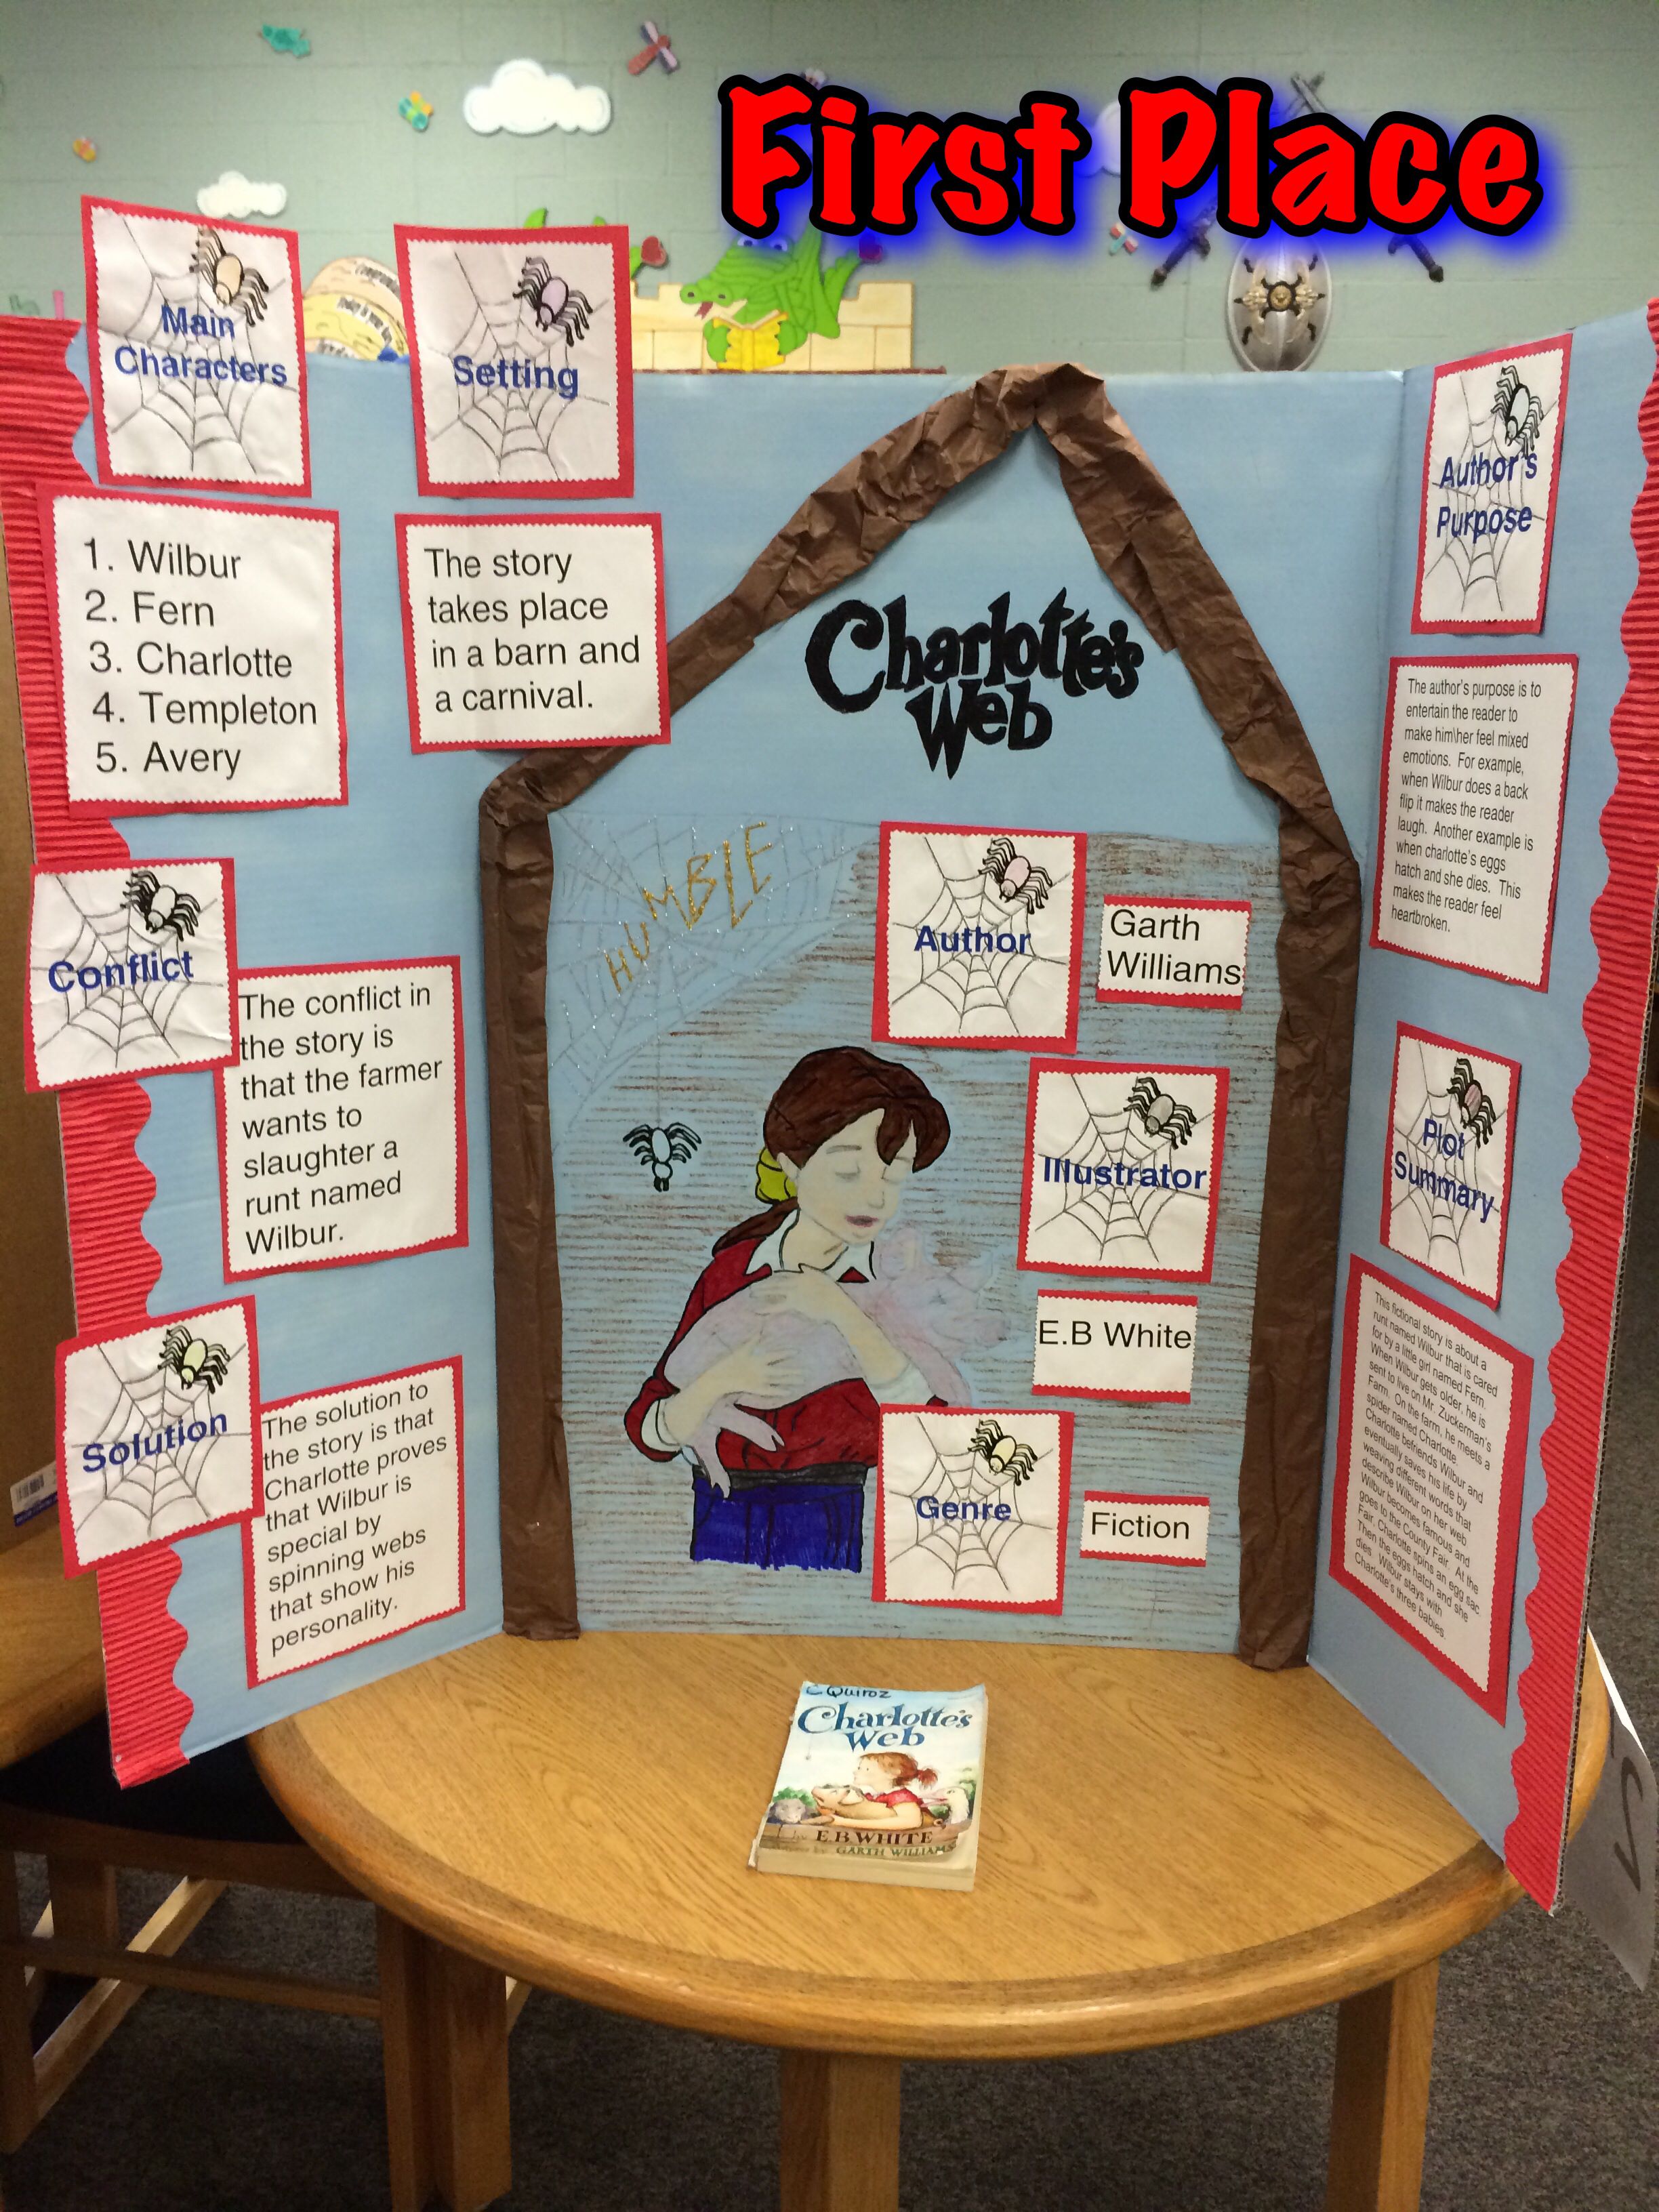 First Place
Main
Characters
1. Wilbur
2. Fern
3. Charlotte
4. Templeton
5. Avery
Setting
The story
takes place
in a barn and
a carnival.
Conflict
The conflict in
the story is
that the farmer
wants to
slaughter a
runt named
Wilbur.
Solution
The solution to
the story is that
Charlotte proves
that Wilbur is
special by
spinning webs
that show his
personality.
Charlotte's
Web
HUMBLE
Author
Garth
Williams
Illustrator
E.B White
Genre
Fiction
Author's
Purpose
The author's purpose is to
entertain the reader to
make him\her feel mixed
emotions. For example,
when Wilbur does a back
flip it makes the reader
laugh. Another example is
when charlotte's eggs
hatch and she dies. This
makes the reader feel
heartbroken.
Plot
Summary
This fictional story is about a
runt named Wilbur that is cared
for by a little girl named Fern.
When Wilbur gets older, he is
sent to live on Mr. Zuckerman's
Farm. On the farm, he meets a
spider named Charlotte.
Charlotte befriends Wilbur and
eventually saves his life by
weaving different words that
describe Wilbur on her web
Wilbur becomes famous and
goes to the County Fair. At the
Fair, Charlotte spins an egg sac.
Then the eggs hatch and she
dies. Wilbur stays with
Charlotte's three babies.
E Quiroz
Charlotte's
Web
E.B. WHITE
GARTH WILLIAMS